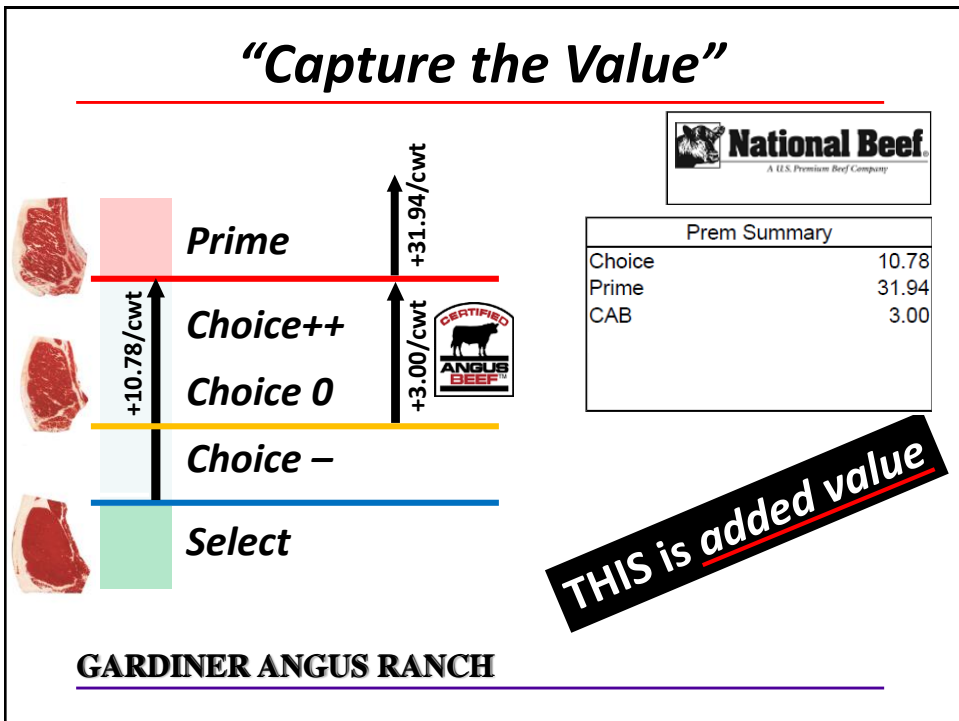 “Capture the Value”
National Beef®
A U.S. Premium Beef Company
Prem Summary
Choice 10.78
Prime 31.94
CAB 3.00
+31.94/cwt
Prime
+10.78/cwt
Choice++
+3.00/cwt
CERTIFIED
ANGUS
BEEF™
Choice 0
Choice –
Select
THIS is added value
GARDINER ANGUS RANCH